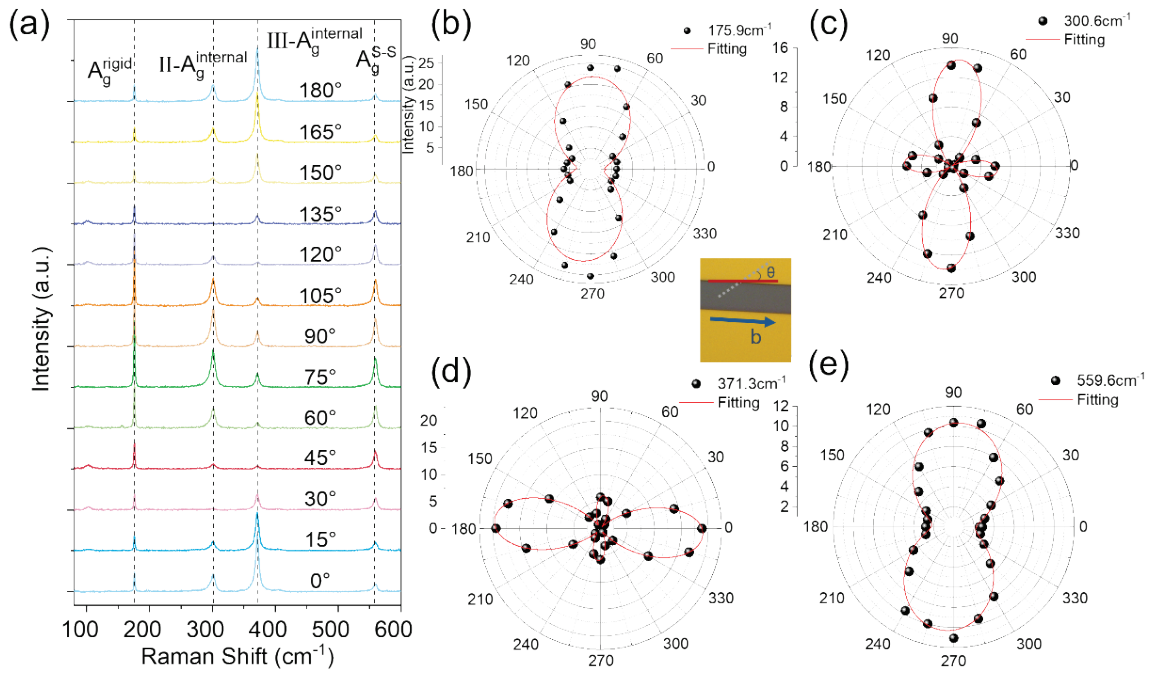 (a)
A_g^rigid
II-A_g^internal
III-A_g^internal
A_g^S-S
180°
165°
150°
135°
120°
105°
90°
75°
60°
45°
30°
15°
0°
Intensity (a.u.)
100 200 300 400 500 600
Raman Shift (cm⁻¹)
(b)
175.9cm⁻¹
Fitting
Intensity (a.u.)
25
20
15
10
5
90
120 60
150 30
180 0
210 330
240 300
270
(c)
300.6cm⁻¹
Fitting
16
12
8
4
0
90
120 60
150 30
180 0
210 330
240 300
270
θ
b
(d)
371.3cm⁻¹
Fitting
20
15
10
5
0
90
120 60
150 30
180 0
210 330
240 300
270
(e)
559.6cm⁻¹
Fitting
12
10
8
6
4
2
90
120 60
150 30
180 0
210 330
240 300
270